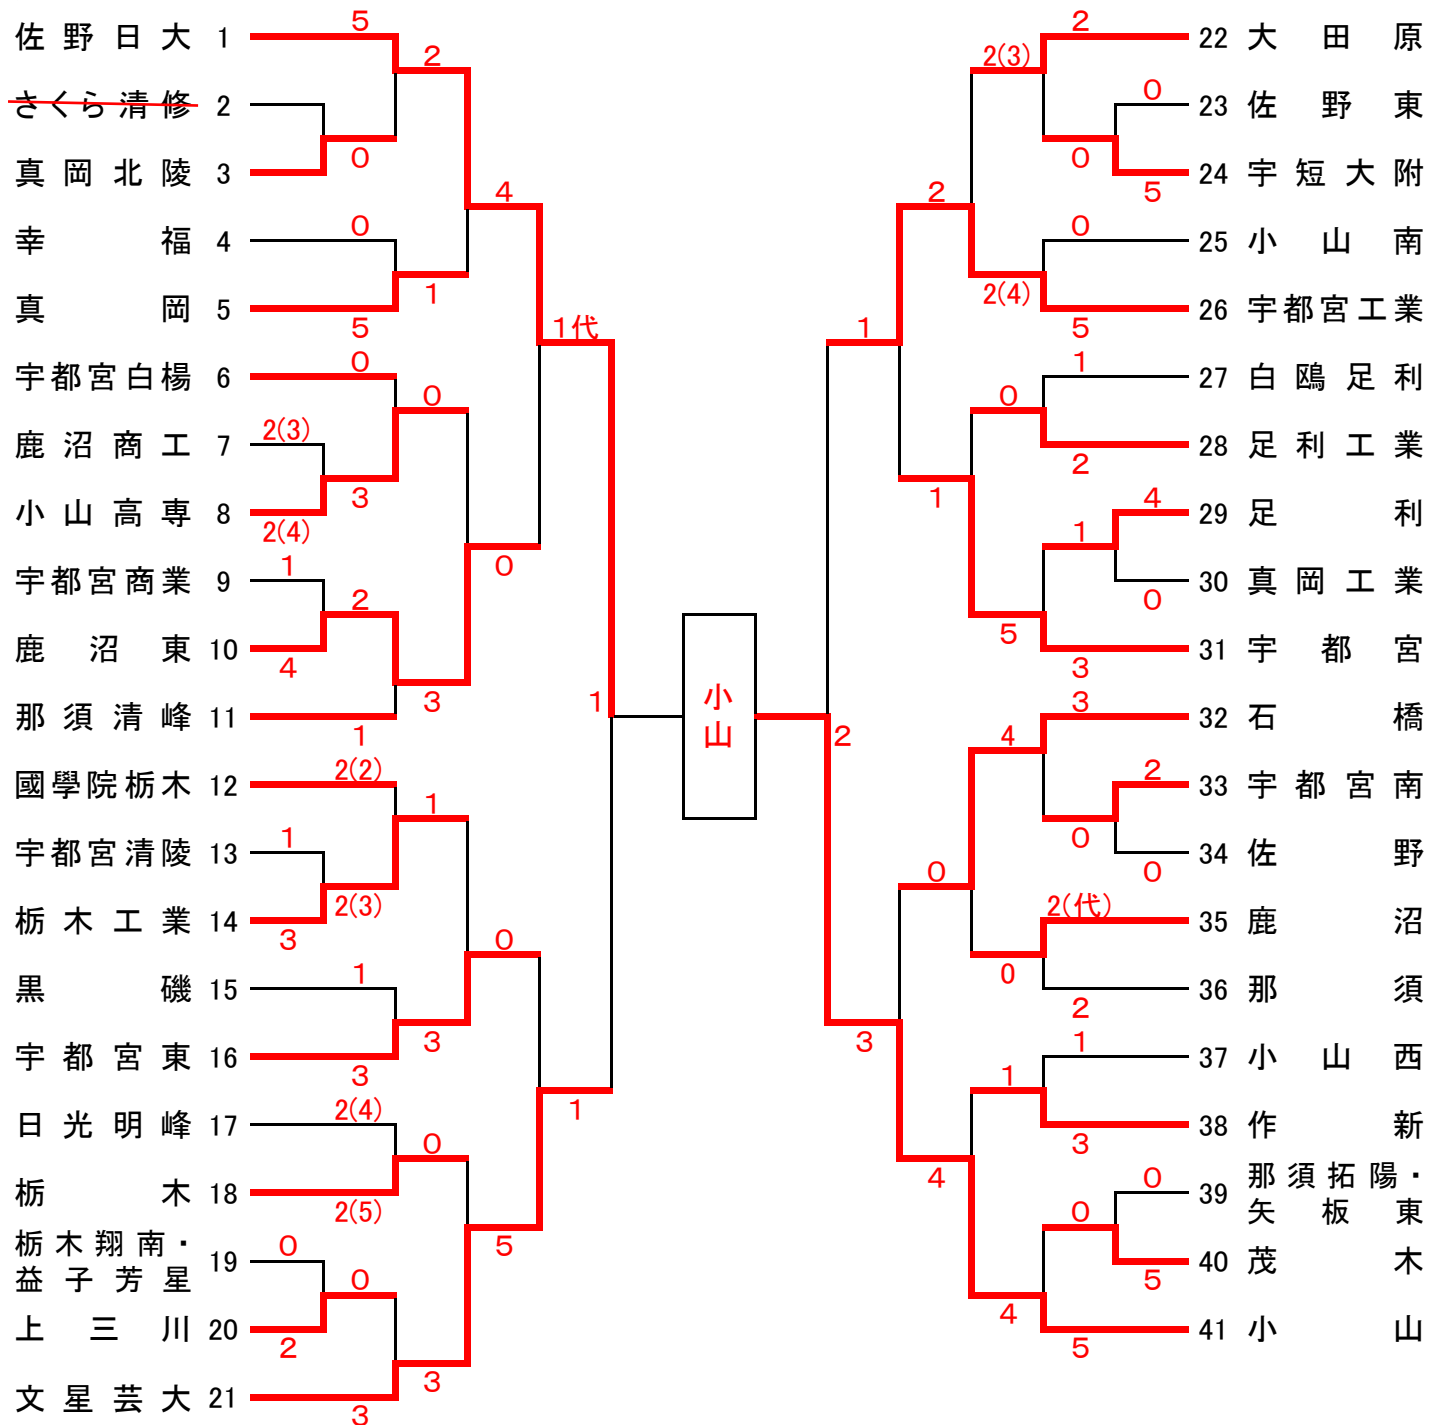 佐野日大 1 5
2
さくら清修 2
0
真岡北陵 3
4
幸福 4 0
1
真岡 5 5
1代
宇都宮白楊 6 0
0
鹿沼商工 7 2(3)
3
小山高専 8 2(4)
0
宇都宮商業 9 1
2
鹿沼東 10 4
3
那須清峰 11 1
1
國學院栃木 12 2(2)
1
宇都宮清陵 13 1
2(3)
栃木工業 14 3
0
黒磯 15 1
3
宇都宮東 16 3
1
日光明峰 17 2(4)
0
栃木 18 2(5)
5
栃木翔南・
益子芳星 19 0
0
上三川 20 2
3
文星芸大 21 3
小山
2 22 大田原
2(3)
0 23 佐野東
0
5 24 宇短大附
2
0 25 小山南
2(4)
5 26 宇都宮工業
1
1 27 白鴎足利
0
2 28 足利工業
1
4 29 足利
1
0 30 真岡工業
5
3 31 宇都宮
2
3 32 石橋
4
2 33 宇都宮南
0
0 34 佐野
0
2(代) 35 鹿沼
0
2 36 那須
3
1 37 小山西
1
3 38 作新
4
0 39 那須拓陽・
矢板東
0
5 40 茂木
4
5 41 小山